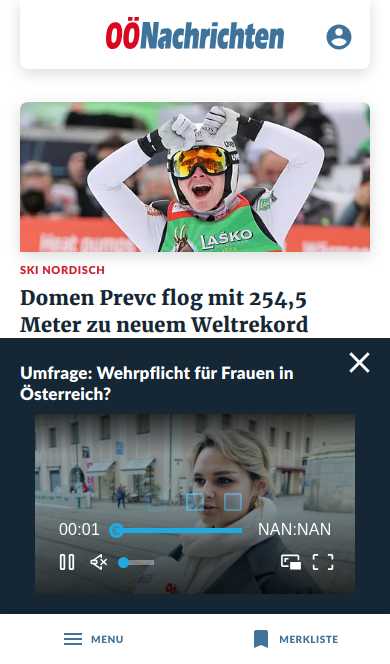 OÖNachrichten
LAŠKO
SKI NORDISCH
Domen Prevc flog mit 254,5
Meter zu neuem Weltrekord
Umfrage: Wehrpflicht für Frauen in
Österreich?
00:01
NAN:NAN
MENU
MERKLISTE